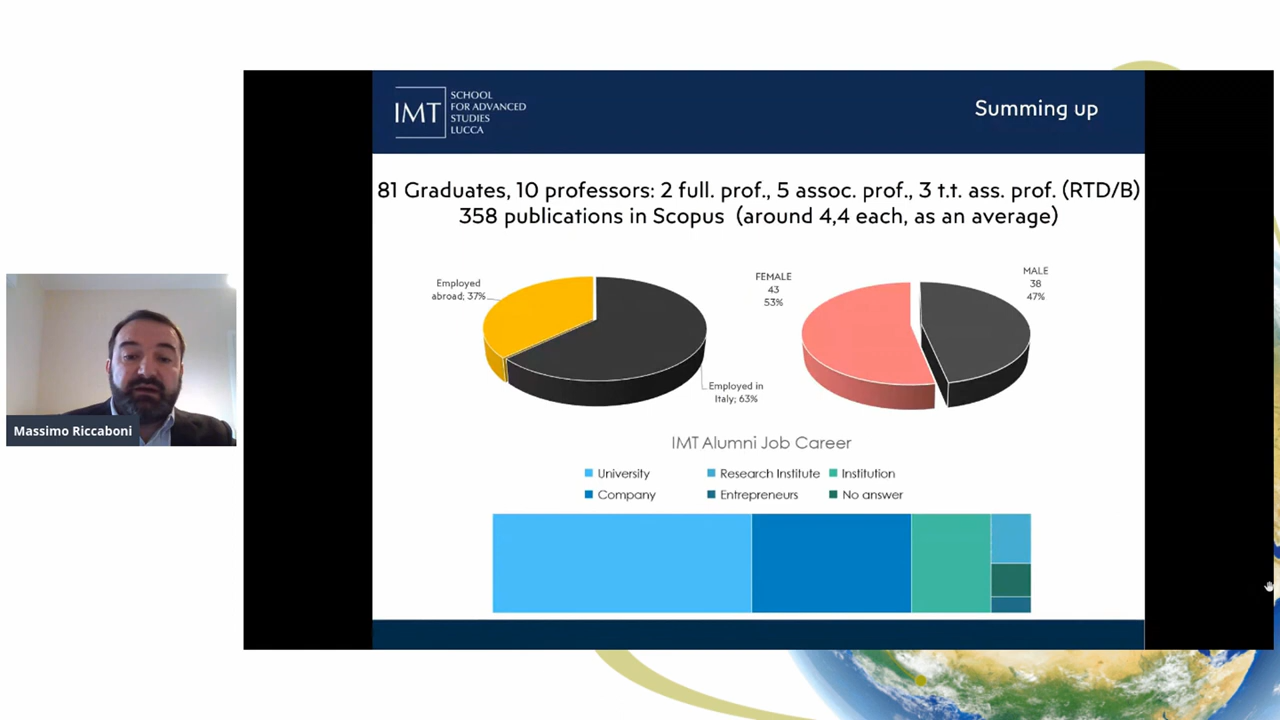 IMT
SCHOOL
FOR ADVANCED
STUDIES
LUCCA
Summing up
81 Graduates, 10 professors: 2 full. prof., 5 assoc. prof., 3 t.t. ass. prof. (RTD/B)
358 publications in Scopus (around 4,4 each, as an average)
Employed
abroad; 37%
Employed in
Italy; 63%
FEMALE
43
53%
MALE
38
47%
IMT Alumni Job Career
University
Research Institute
Institution
Company
Entrepreneurs
No answer
Massimo Riccaboni